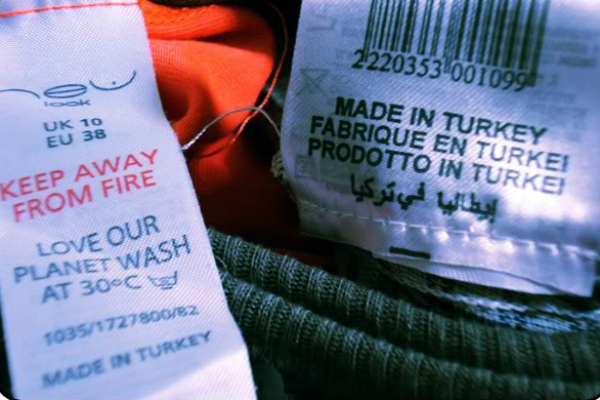 new
look
UK 10
EU 38
KEEP AWAY
FROM FIRE
LOVE OUR
PLANET WASH
AT 30°C
1035/1727800/B2
MADE IN TURKEY
2220353 001099
MADE IN TURKEY
FABRIQUE EN TURKEI
PRODOTTO IN TURKEI
إيطاليا في تركيا